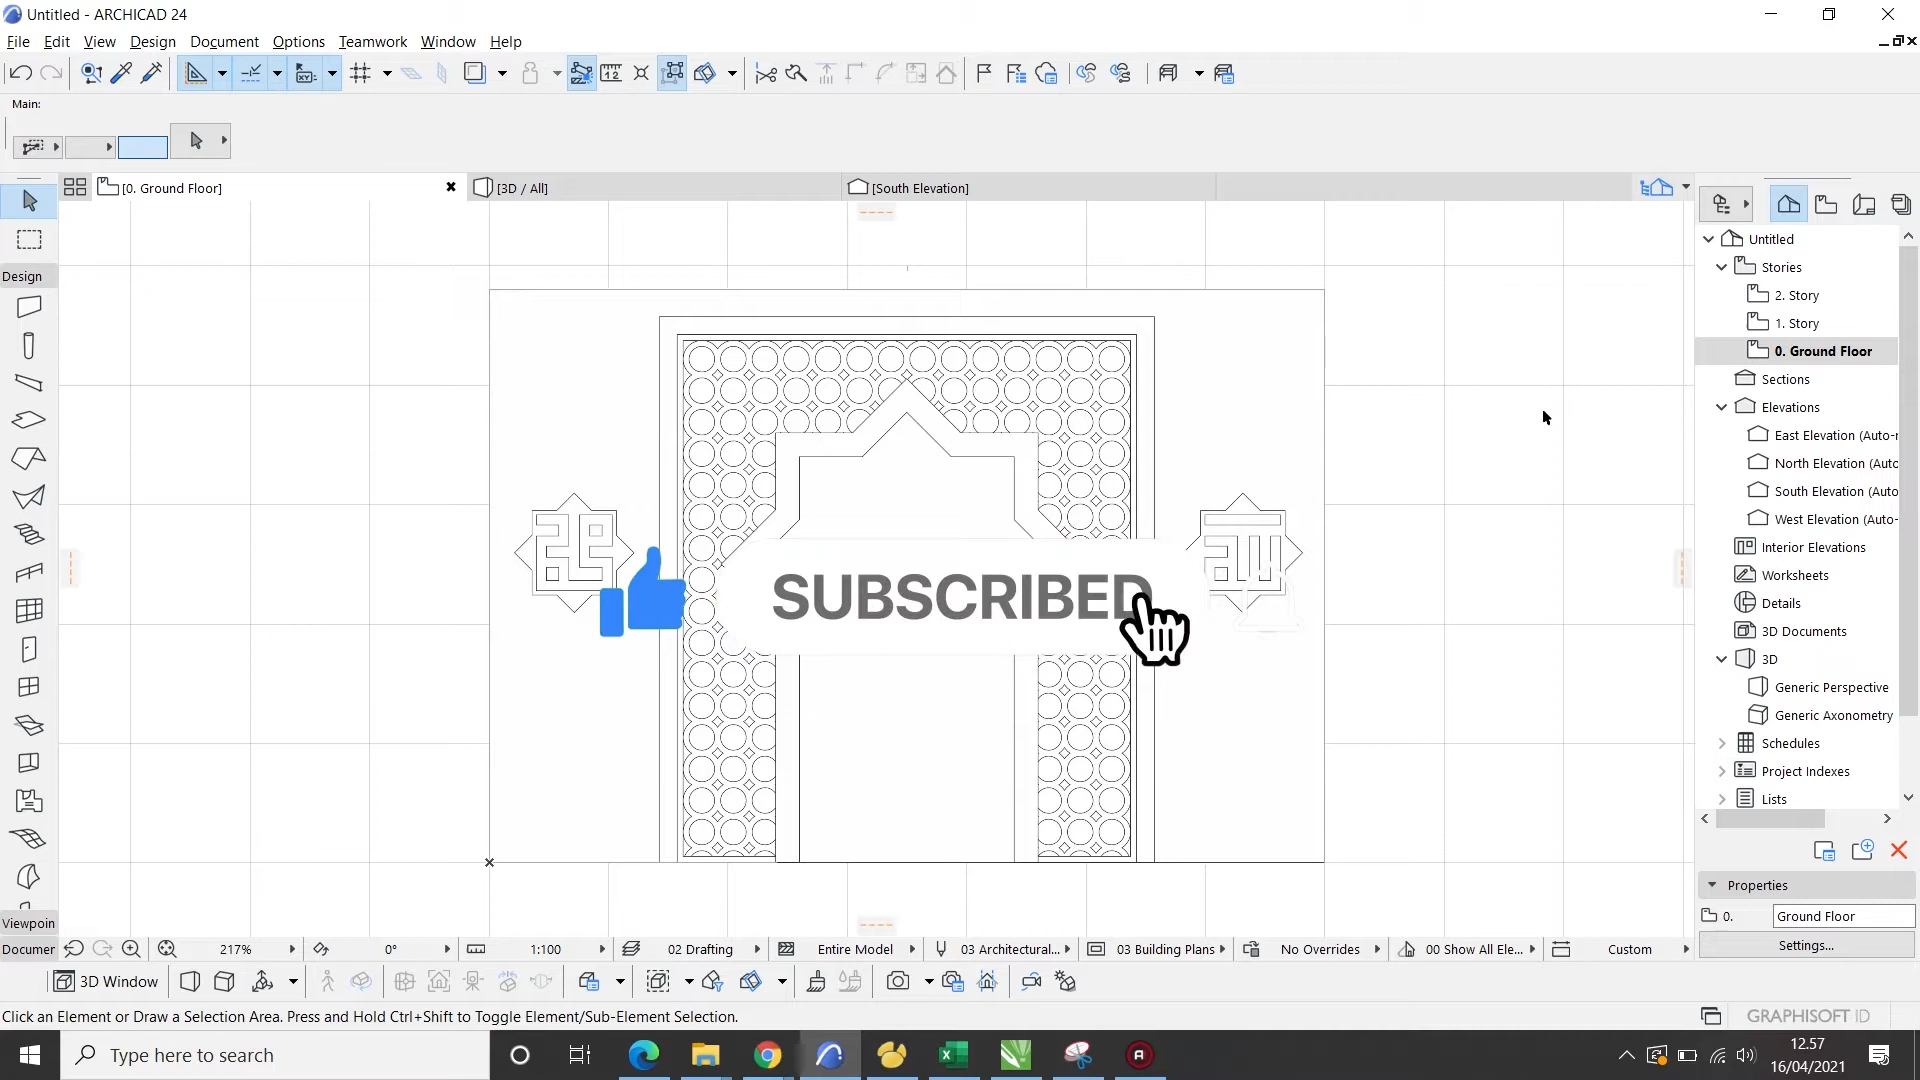 Untitled - ARCHICAD 24
File Edit View Design Document Options Teamwork Window Help
Main:
[0. Ground Floor] [3D / All] [South Elevation]
Untitled
Stories
2. Story
1. Story
0. Ground Floor
Sections
Elevations
East Elevation (Auto-r
North Elevation (Auto
South Elevation (Auto
West Elevation (Auto-
Interior Elevations
Worksheets
Details
3D Documents
3D
Generic Perspective
Generic Axonometry
Schedules
Project Indexes
Lists
Design
SUBSCRIBED
Properties
0. Ground Floor
Settings...
Viewpoin
Documer 217% 0° 1:100 02 Drafting Entire Model 03 Architectural... 03 Building Plans No Overrides 00 Show All Ele... Custom
3D Window
Click an Element or Draw a Selection Area. Press and Hold Ctrl+Shift to Toggle Element/Sub-Element Selection.
GRAPHISOFT ID
Type here to search
12.57
16/04/2021